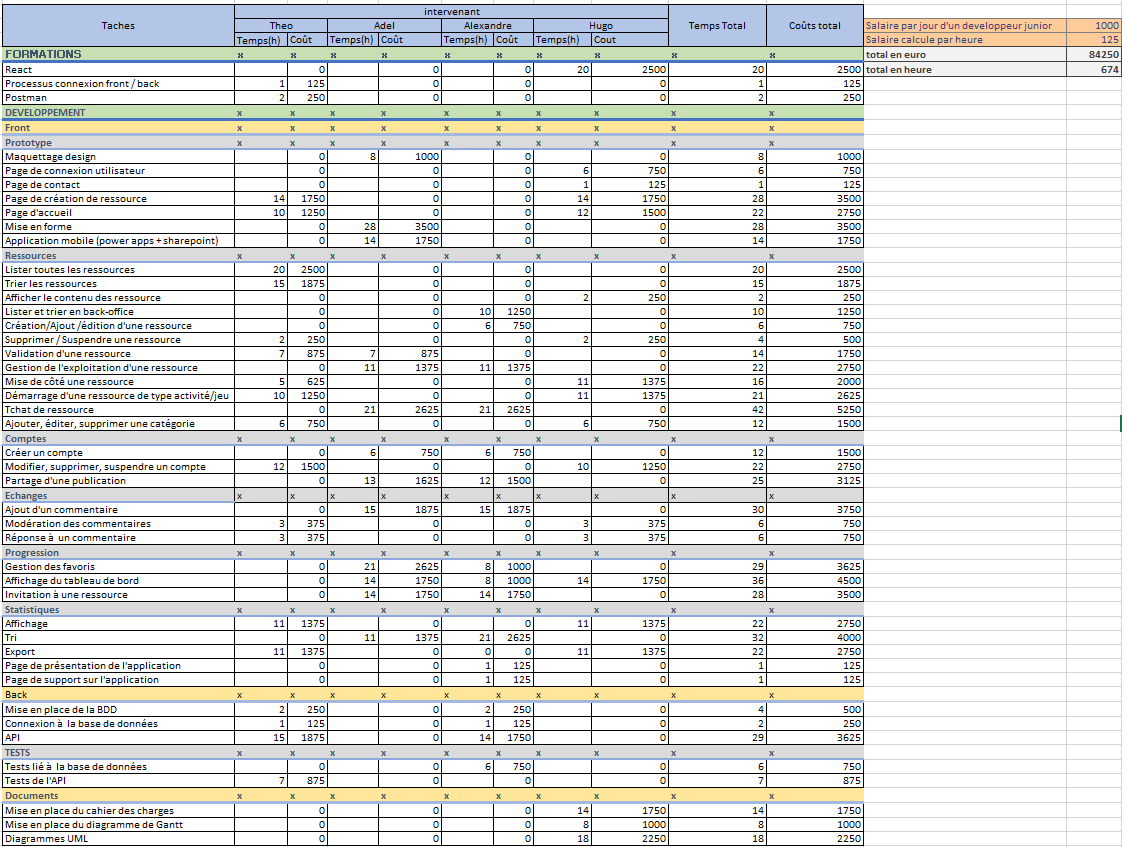 intervenant
Taches Theo Adel Alexandre Hugo Temps Total Coûts total
Temps(h) Coût Temps(h) Coût Temps(h) Coût Temps(h) Cout
Salaire par jour d'un developpeur junior 1000
Salaire calcule par heure 125
FORMATIONS x x x x x x x x x x total en euro 84250
React 0 0 0 20 2500 20 2500 total en heure 674
Processus connexion front / back 1 125 0 0 0 1 125
Postman 2 250 0 0 0 2 250
DEVELOPPEMENT x x x x x x x x x x
Front x x x x x x x x x x
Prototype x x x x x x x x x x
Maquettage design 0 8 1000 0 0 8 1000
Page de connexion utilisateur 0 0 0 6 750 6 750
Page de contact 0 0 0 1 125 1 125
Page de création de ressource 14 1750 0 0 14 1750 28 3500
Page d'accueil 10 1250 0 0 12 1500 22 2750
Mise en forme 0 28 3500 0 0 28 3500
Application mobile (power apps + sharepoint) 0 14 1750 0 0 14 1750
Ressources x x x x x x x x x x
Lister toutes les ressources 20 2500 0 0 0 20 2500
Trier les ressources 15 1875 0 0 0 15 1875
Afficher le contenu des ressource 0 0 0 2 250 2 250
Lister et trier en back-office 0 0 10 1250 0 10 1250
Création/Ajout /édition d'une ressource 0 0 6 750 0 6 750
Supprimer / Suspendre une ressource 2 250 0 0 2 250 4 500
Validation d'une ressource 7 875 7 875 0 0 14 1750
Gestion de l'exploitation d'une ressource 0 11 1375 11 1375 0 22 2750
Mise de côté une ressource 5 625 0 0 11 1375 16 2000
Démarrage d'une ressource de type activité/jeu 10 1250 0 0 11 1375 21 2625
Tchat de ressource 0 21 2625 21 2625 0 42 5250
Ajouter, éditer, supprimer une catégorie 6 750 0 0 6 750 12 1500
Comptes x x x x x x x x x x
Créer un compte 0 6 750 6 750 0 12 1500
Modifier, supprimer, suspendre un compte 12 1500 0 0 10 1250 22 2750
Partage d'une publication 0 13 1625 12 1500 0 25 3125
Echanges x x x x x x x x x x
Ajout d'un commentaire 0 15 1875 15 1875 0 30 3750
Modération des commentaires 3 375 0 0 3 375 6 750
Réponse à un commentaire 3 375 0 0 3 375 6 750
Progression x x x x x x x x x x
Gestion des favoris 0 21 2625 8 1000 0 29 3625
Affichage du tableau de bord 0 14 1750 8 1000 14 1750 36 4500
Invitation à une ressource 0 14 1750 14 1750 0 28 3500
Statistiques x x x x x x x x x x
Affichage 11 1375 0 0 11 1375 22 2750
Tri 0 11 1375 21 2625 0 32 4000
Export 11 1375 0 0 0 11 1375 22 2750
Page de présentation de l'application 0 0 1 125 0 1 125
Page de support sur l'application 0 0 1 125 0 1 125
Back x x x x x x x x x x
Mise en place de la BDD 2 250 0 2 250 0 4 500
Connexion à la base de données 1 125 0 1 125 0 2 250
API 15 1875 0 14 1750 0 29 3625
TESTS x x x x x x x x x x
Tests lié à la base de données 0 0 6 750 0 6 750
Tests de l'API 7 875 0 0 0 7 875
Documents x x x x x x x x x x
Mise en place du cahier des charges 0 0 0 14 1750 14 1750
Mise en place du diagramme de Gantt 0 0 0 8 1000 8 1000
Diagrammes UML 0 0 0 18 2250 18 2250